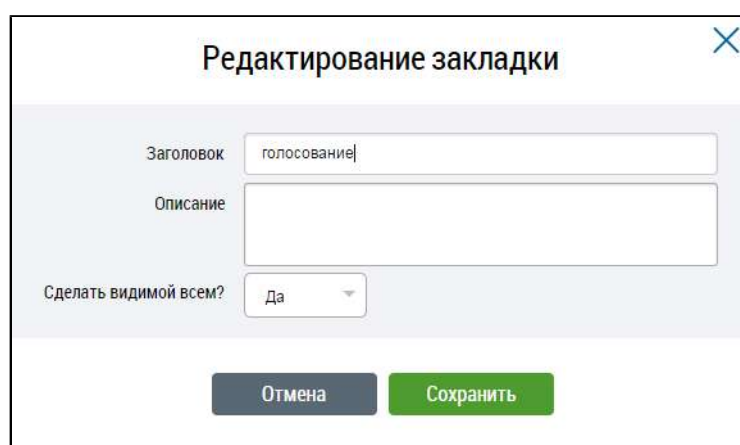 Редактирование закладки
Заголовок голосование
Описание
Сделать видимой всем? Да
Отмена Сохранить